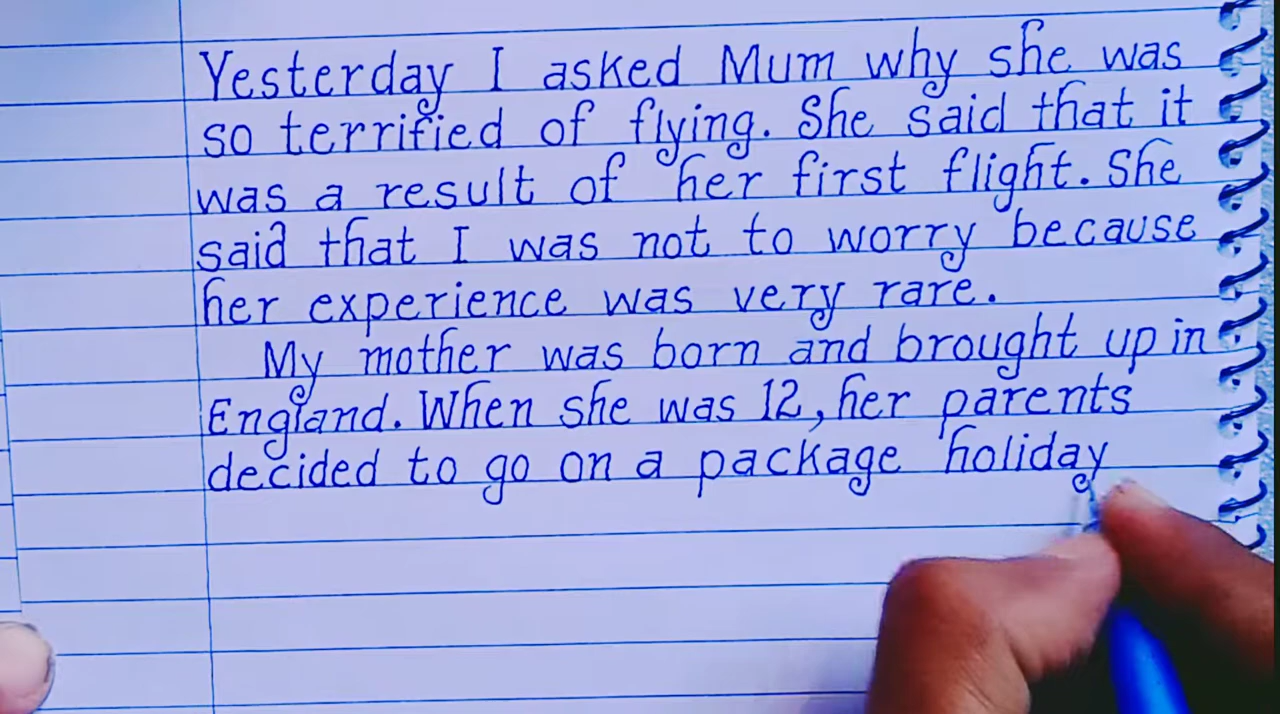 Yesterday I asked Mum why she was
so terrified of flying. She said that it
was a result of her first flight. She
said that I was not to worry because
her experience was very rare.
My mother was born and brought up in
England. When she was 12, her parents
decided to go on a package holiday